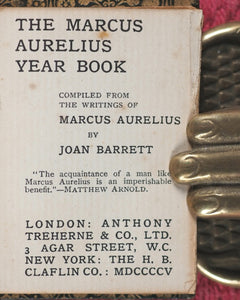 THE MARCUS
AURELIUS
YEAR BOOK
COMPILED FROM
THE WRITINGS OF
MARCUS AURELIUS
BY
JOAN BARRETT
"The acquaintance of a man like
Marcus Aurelius is an imperishable
benefit."—MATTHEW ARNOLD.
LONDON: ANTHONY
TREHERNE & CO., LTD.
3 AGAR STREET, W.C.
NEW YORK: THE H. B.
CLAFLIN CO.: MDCCCCV